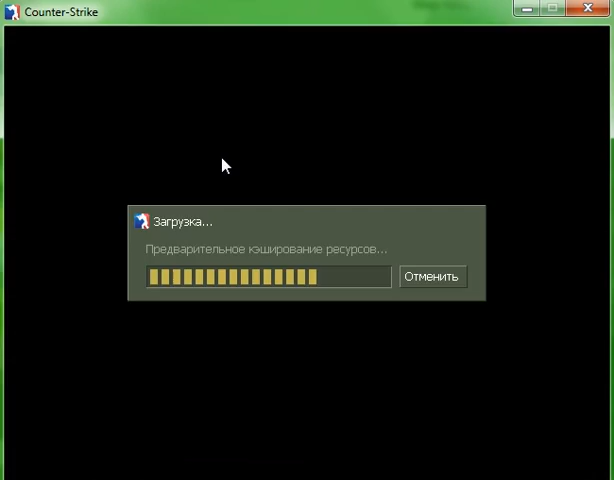 Counter-Strike
Загрузка...
Предварительное кэширование ресурсов...
Отменить